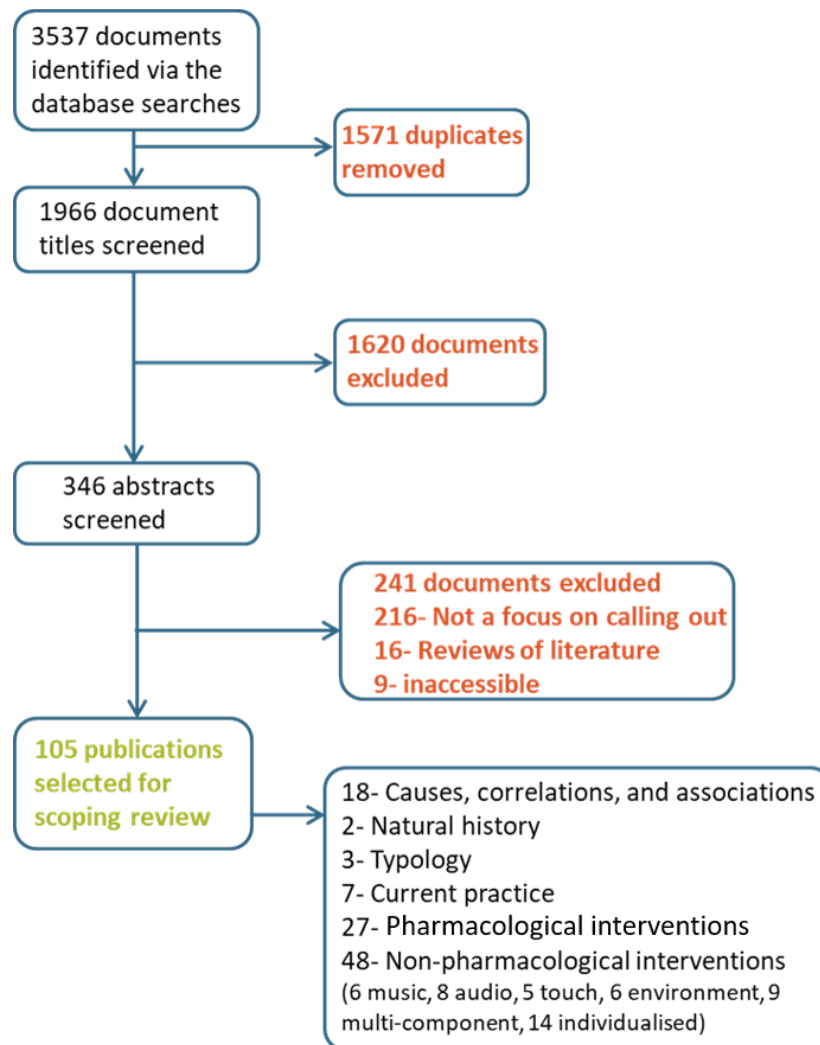 3537 documents
identified via the
database searches
1571 duplicates
removed
1966 document
titles screened
1620 documents
excluded
346 abstracts
screened
241 documents excluded
216- Not a focus on calling out
16- Reviews of literature
9- inaccessible
105 publications
selected for
scoping review
18- Causes, correlations, and associations
2- Natural history
3- Typology
7- Current practice
27- Pharmacological interventions
48- Non-pharmacological interventions
(6 music, 8 audio, 5 touch, 6 environment, 9
multi-component, 14 individualised)